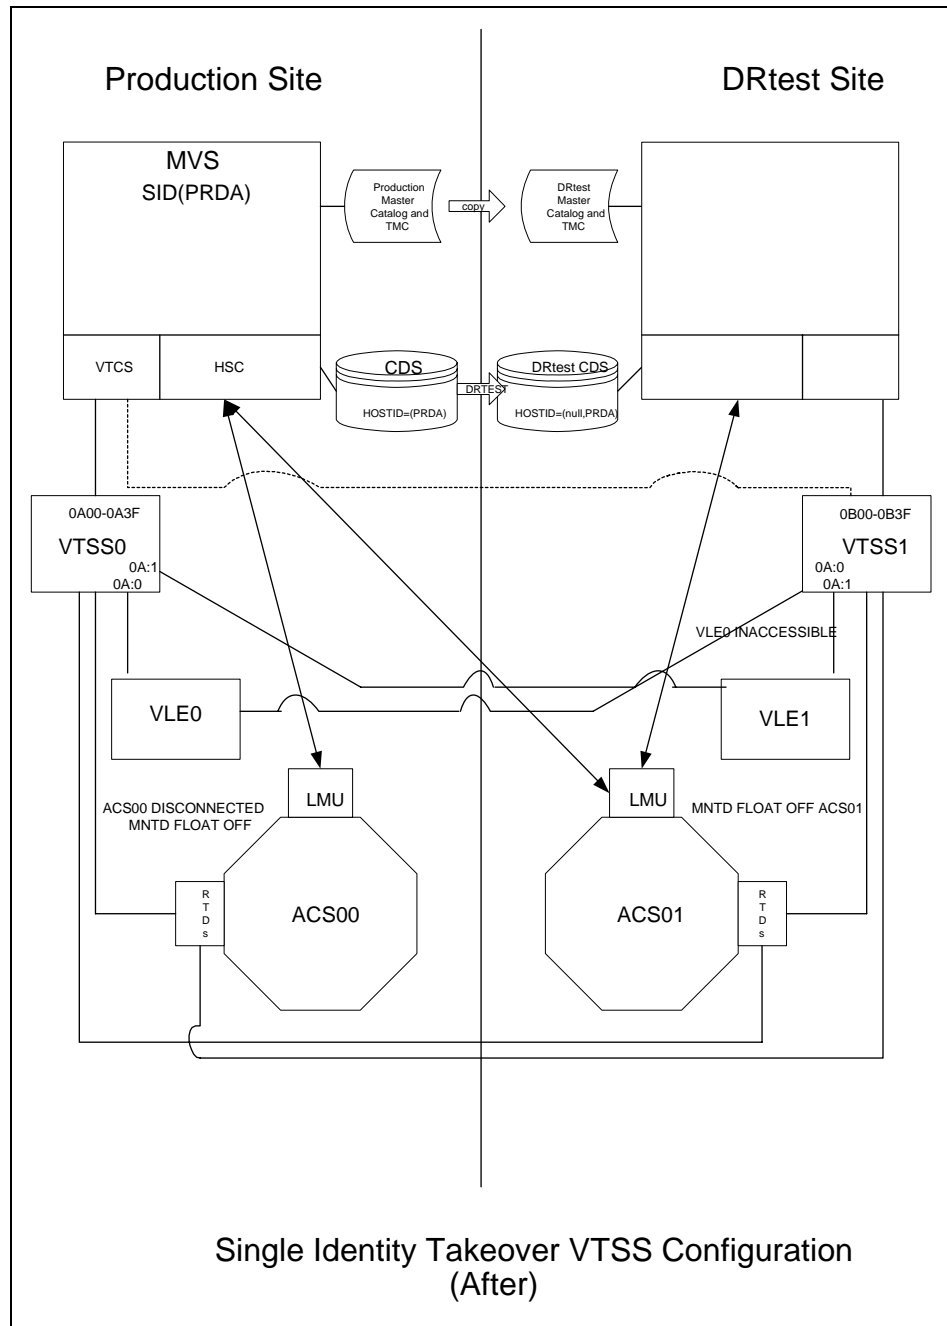 Production Site
DRtest Site
MVS
SID(PRDA)
Production
Master
Catalog and
TMC
copy
DRtest
Master
Catalog and
TMC
VTCS
HSC
CDS
HOSTID=(PRDA)
DRTEST
DRtest CDS
HOSTID=(null,PRDA)
0A00-0A3F
VTSS0
0A:1
0A:0
0B00-0B3F
VTSS1
0A:0
0A:1
VLE0 INACCESSIBLE
VLE0
VLE1
LMU
LMU
ACS00 DISCONNECTED
MNTD FLOAT OFF
MNTD FLOAT OFF ACS01
R
T
D
s
ACS00
ACS01
R
T
D
s
Single Identity Takeover VTSS Configuration
(After)